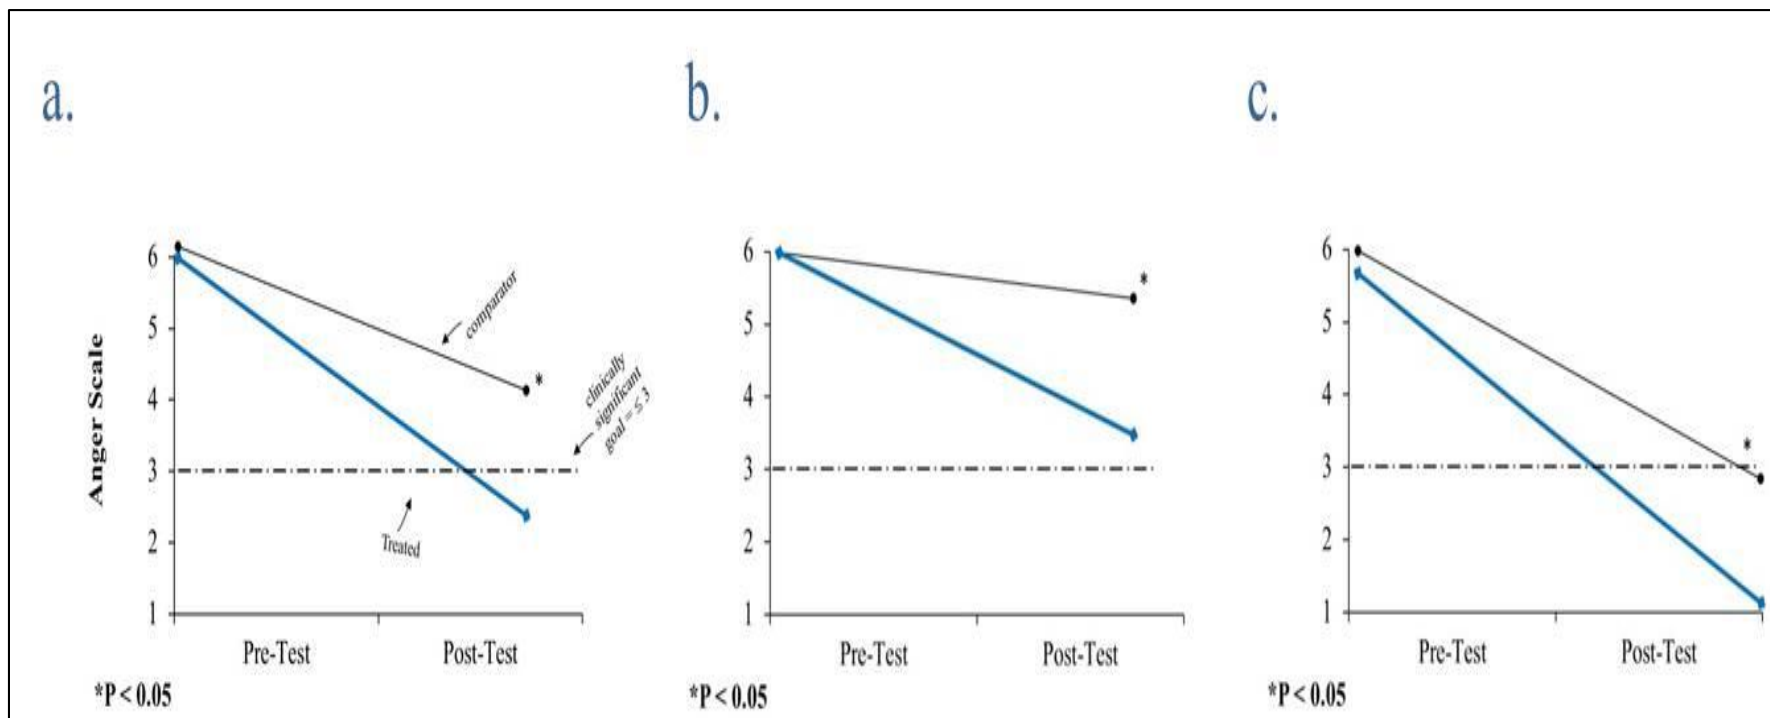 a.
Anger Scale
6
5
4
3
2
1
comparator
*
clinically
significant
goal = ≤ 3
Treated
Pre-Test
Post-Test
*P < 0.05
b.
6
5
4
3
2
1
*
Pre-Test
Post-Test
*P < 0.05
c.
6
5
4
3
2
1
*
Pre-Test
Post-Test
*P < 0.05